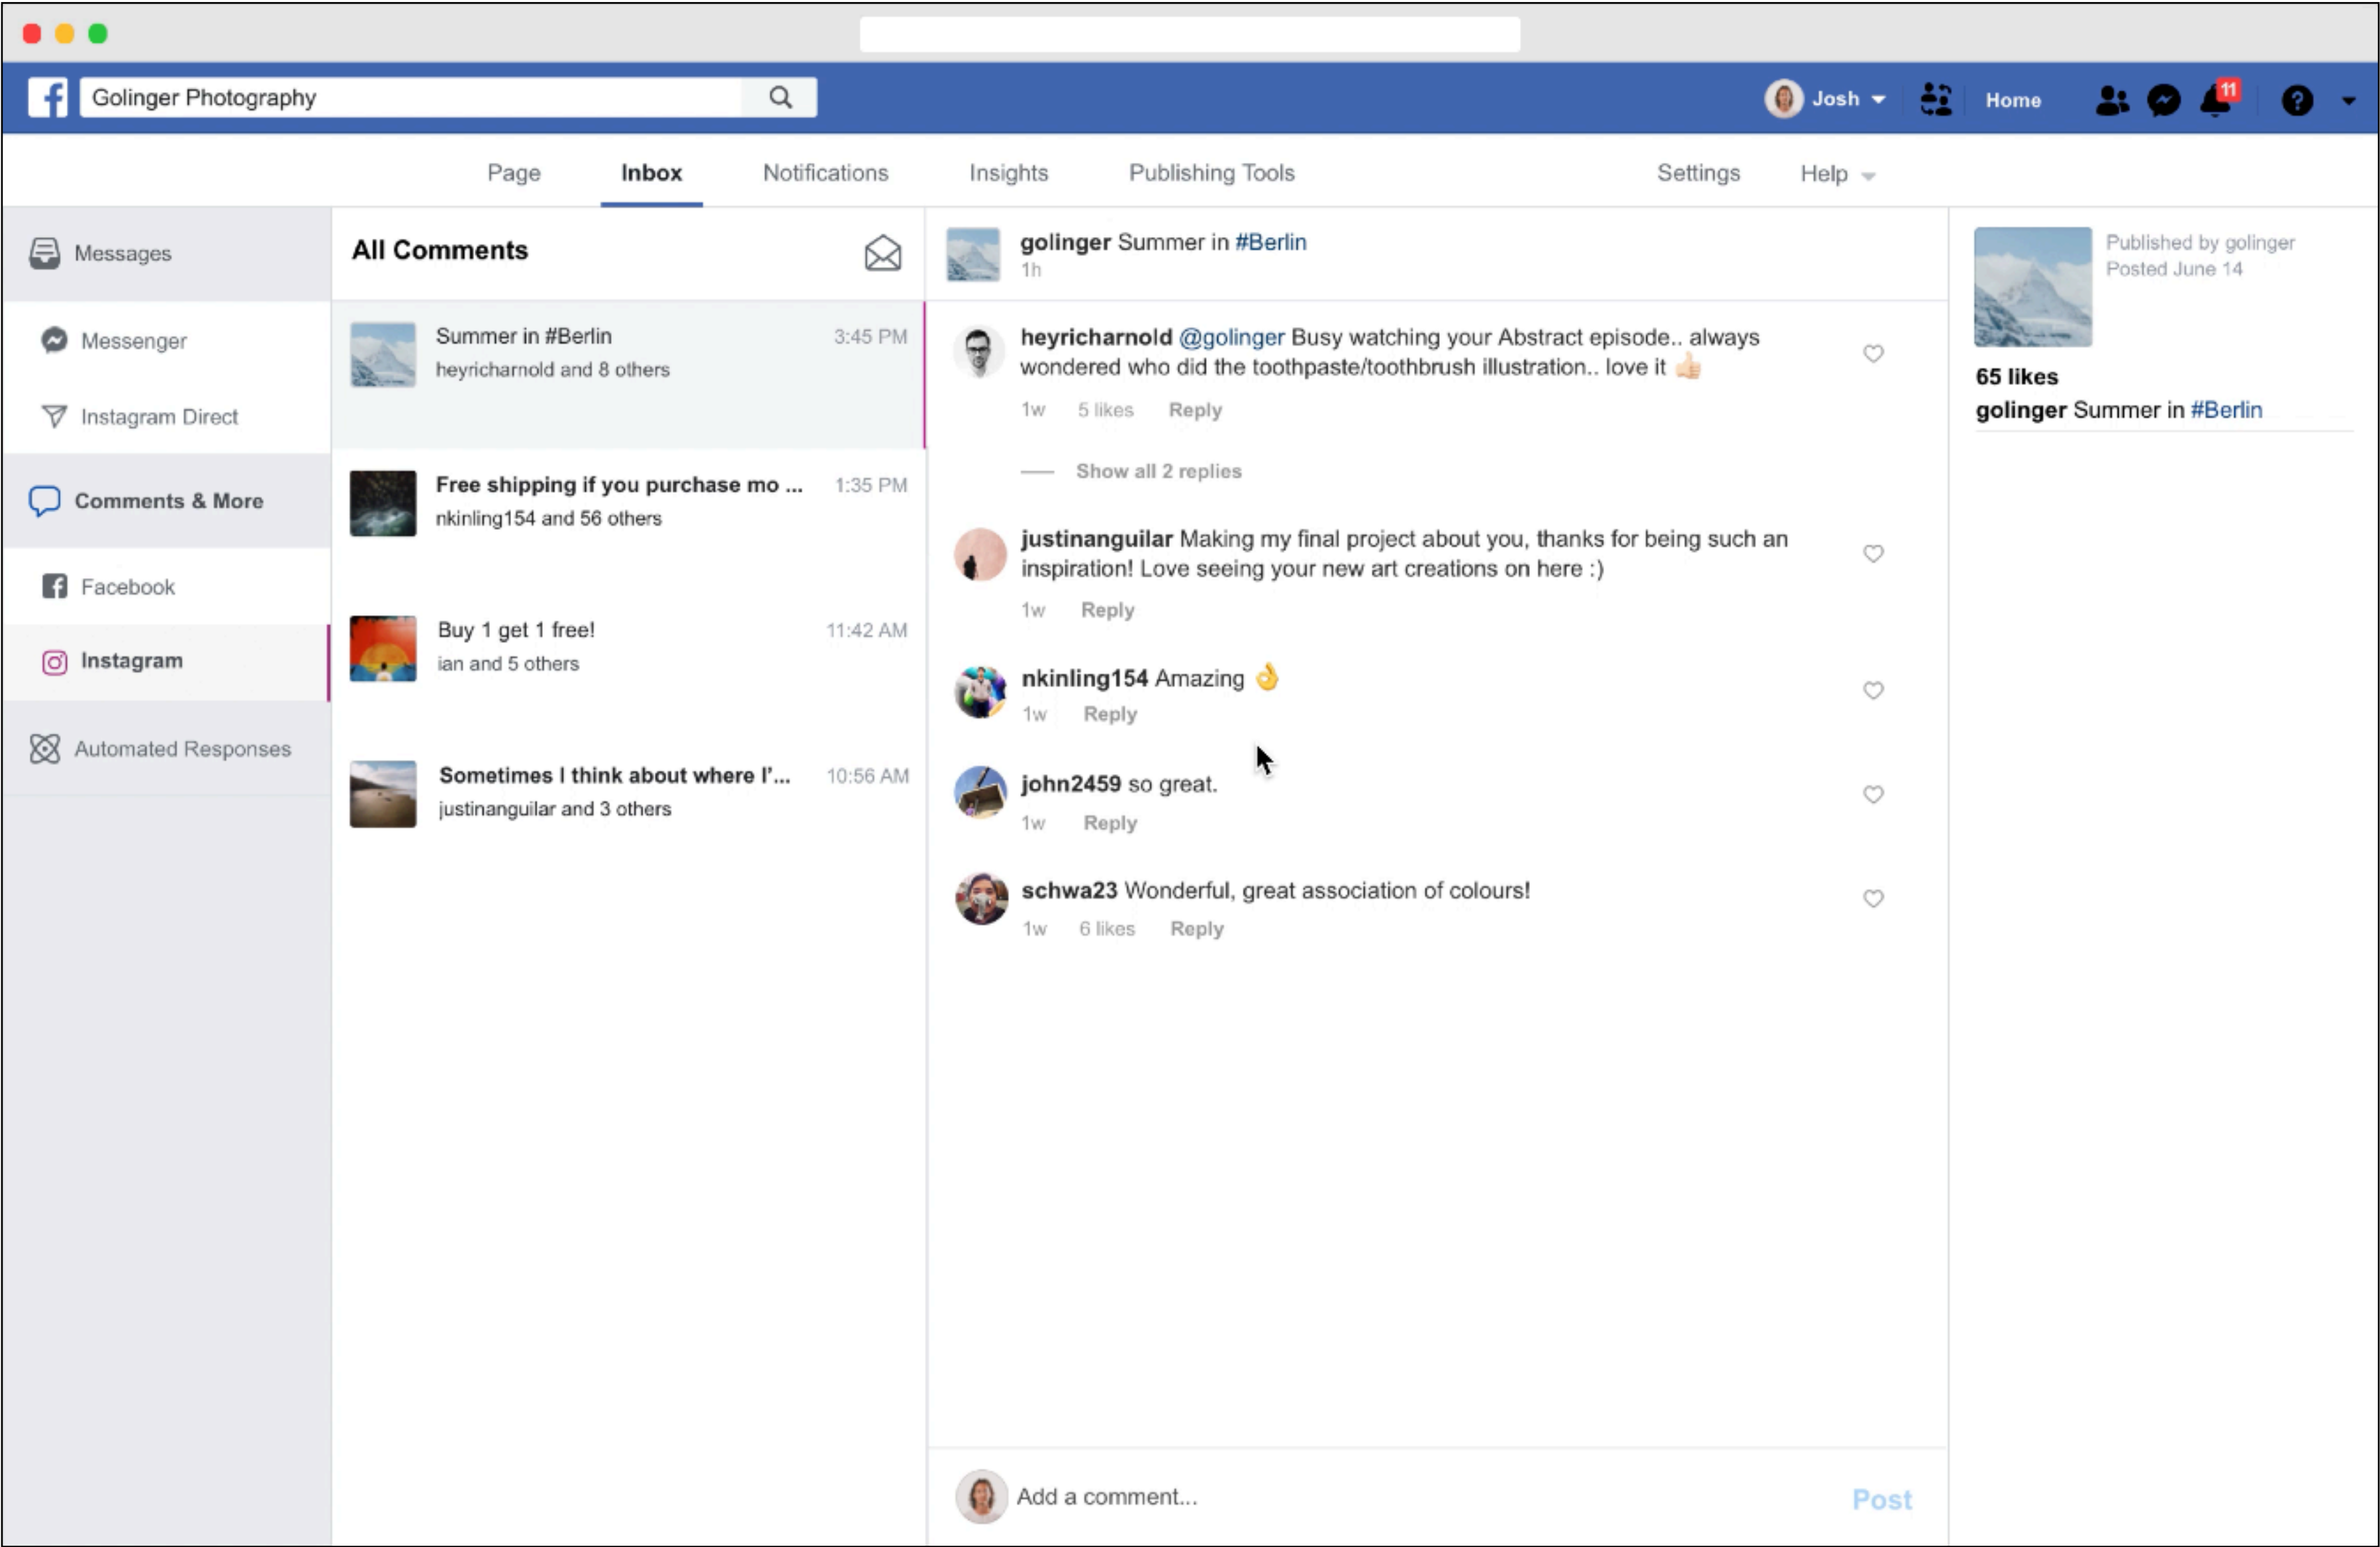 Golinger Photography
Josh
Home
11
Page
Inbox
Notifications
Insights
Publishing Tools
Settings
Help
Messages
Messenger
Instagram Direct
Comments & More
Facebook
Instagram
Automated Responses
All Comments
Summer in #Berlin 3:45 PM
heyricharnold and 8 others
Free shipping if you purchase mo ... 1:35 PM
nkinling154 and 56 others
Buy 1 get 1 free! 11:42 AM
ian and 5 others
Sometimes I think about where I'... 10:56 AM
justinanguilar and 3 others
golinger Summer in #Berlin
1h
heyricharnold @golinger Busy watching your Abstract episode.. always
wondered who did the toothpaste/toothbrush illustration.. love it 👍🏻
1w 5 likes Reply
Show all 2 replies
justinanguilar Making my final project about you, thanks for being such an
inspiration! Love seeing your new art creations on here :)
1w Reply
nkinling154 Amazing 👌
1w Reply
john2459 so great.
1w Reply
schwa23 Wonderful, great association of colours!
1w 6 likes Reply
Add a comment...
Post
Published by golinger
Posted June 14
65 likes
golinger Summer in #Berlin